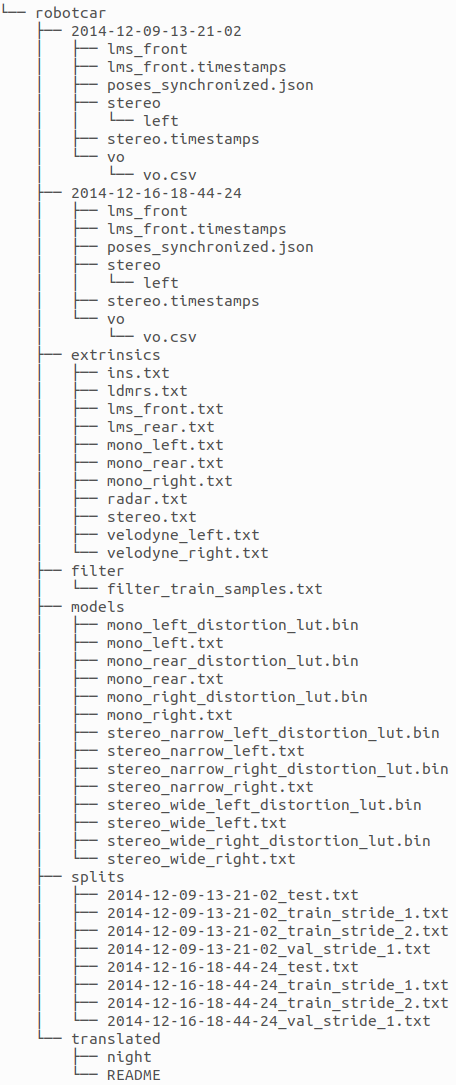 └── robotcar
    ├── 2014-12-09-13-21-02
    │   ├── lms_front
    │   ├── lms_front.timestamps
    │   ├── poses_synchronized.json
    │   ├── stereo
    │   │   └── left
    │   ├── stereo.timestamps
    │   └── vo
    │       └── vo.csv
    ├── 2014-12-16-18-44-24
    │   ├── lms_front
    │   ├── lms_front.timestamps
    │   ├── poses_synchronized.json
    │   ├── stereo
    │   │   └── left
    │   ├── stereo.timestamps
    │   └── vo
    │       └── vo.csv
    ├── extrinsics
    │   ├── ins.txt
    │   ├── ldmrs.txt
    │   ├── lms_front.txt
    │   ├── lms_rear.txt
    │   ├── mono_left.txt
    │   ├── mono_rear.txt
    │   ├── mono_right.txt
    │   ├── radar.txt
    │   ├── stereo.txt
    │   ├── velodyne_left.txt
    │   └── velodyne_right.txt
    ├── filter
    │   └── filter_train_samples.txt
    ├── models
    │   ├── mono_left_distortion_lut.bin
    │   ├── mono_left.txt
    │   ├── mono_rear_distortion_lut.bin
    │   ├── mono_rear.txt
    │   ├── mono_right_distortion_lut.bin
    │   ├── mono_right.txt
    │   ├── stereo_narrow_left_distortion_lut.bin
    │   ├── stereo_narrow_left.txt
    │   ├── stereo_narrow_right_distortion_lut.bin
    │   ├── stereo_narrow_right.txt
    │   ├── stereo_wide_left_distortion_lut.bin
    │   ├── stereo_wide_left.txt
    │   ├── stereo_wide_right_distortion_lut.bin
    │   └── stereo_wide_right.txt
    ├── splits
    │   ├── 2014-12-09-13-21-02_test.txt
    │   ├── 2014-12-09-13-21-02_train_stride_1.txt
    │   ├── 2014-12-09-13-21-02_train_stride_2.txt
    │   ├── 2014-12-09-13-21-02_val_stride_1.txt
    │   ├── 2014-12-16-18-44-24_test.txt
    │   ├── 2014-12-16-18-44-24_train_stride_1.txt
    │   ├── 2014-12-16-18-44-24_train_stride_2.txt
    │   └── 2014-12-16-18-44-24_val_stride_1.txt
    └── translated
        ├── night
        └── README